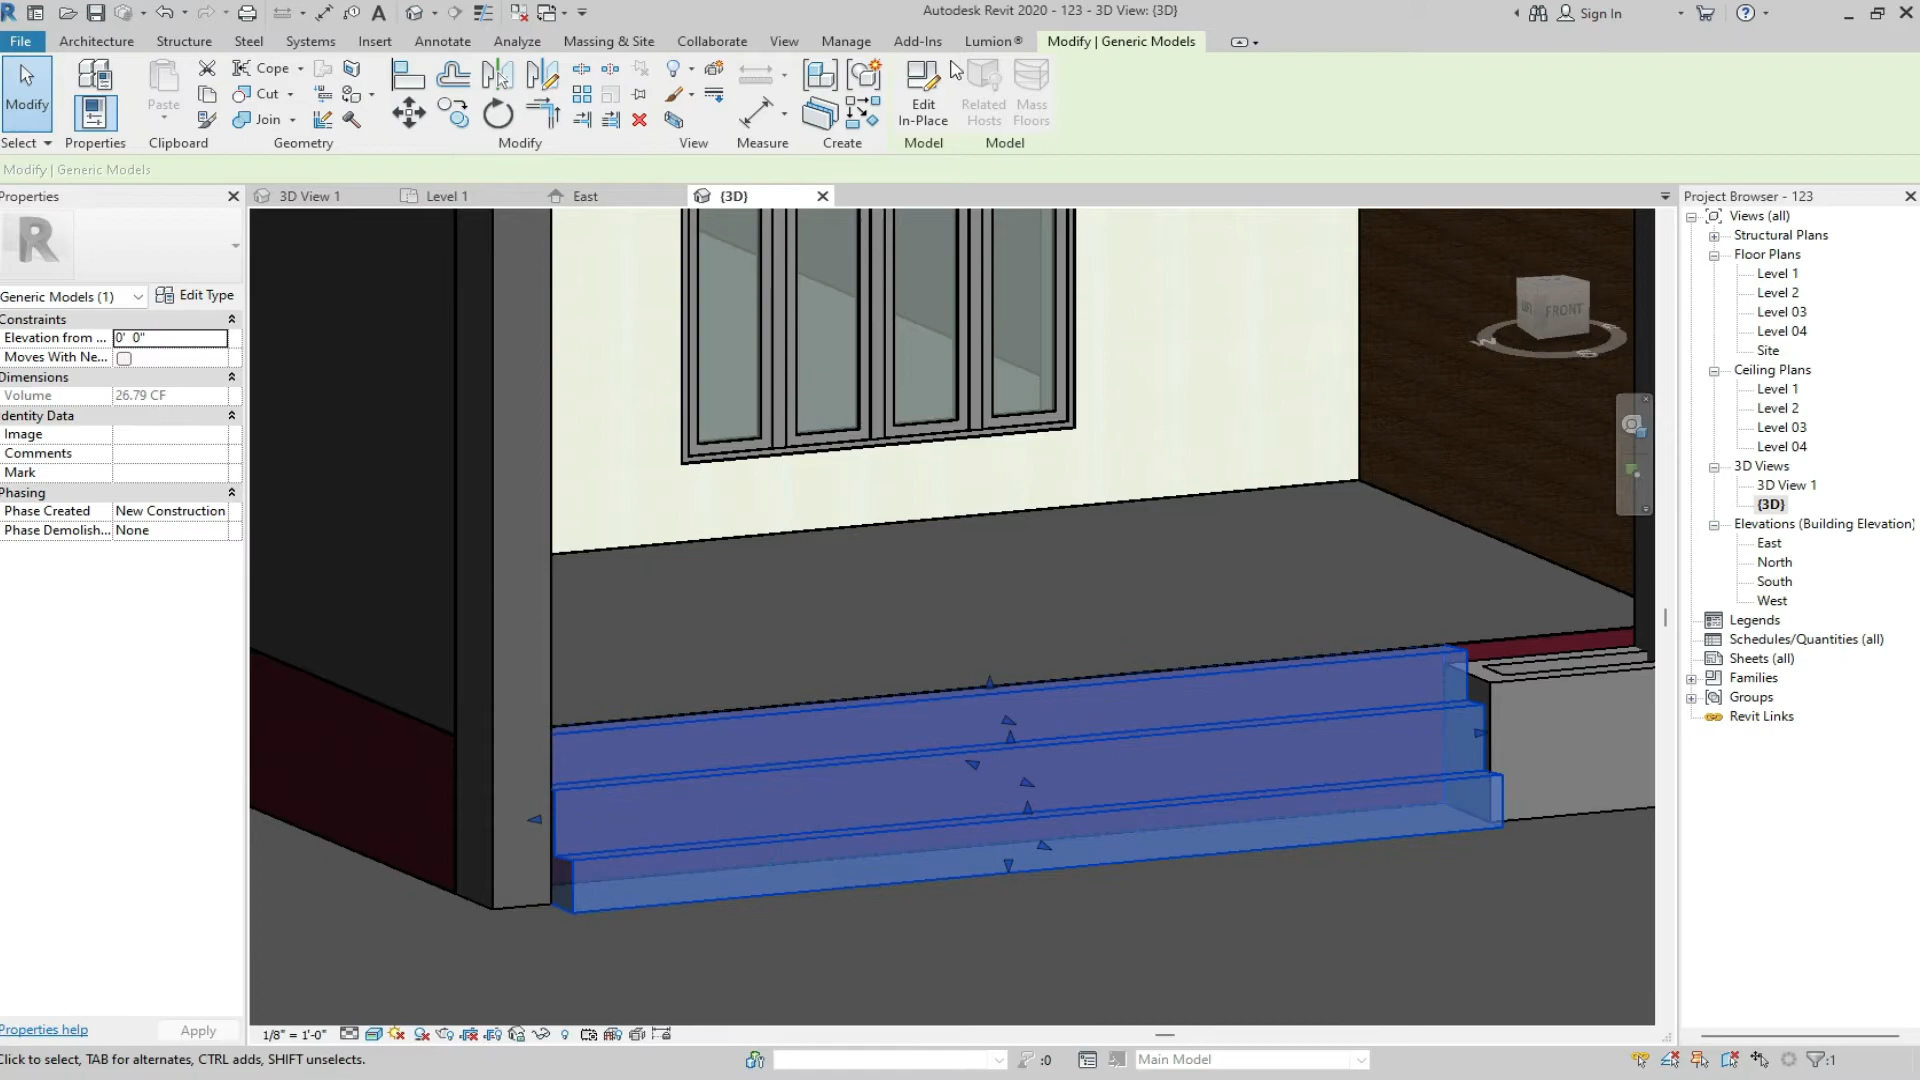 Autodesk Revit 2020 - 123 - 3D View: {3D}
Sign In
File Architecture Structure Steel Systems Insert Annotate Analyze Massing & Site Collaborate View Manage Add-Ins Lumion® Modify | Generic Models
Modify
Paste
Cope
Cut
Join
Edit In-Place
Related Hosts
Mass Floors
Select Properties Clipboard Geometry Modify View Measure Create Model Model
Modify | Generic Models
Properties
3D View 1
Level 1
East
{3D}
Project Browser - 123
Generic Models (1)
Edit Type
Constraints
Elevation from ... 0' 0"
Moves With Ne...
Dimensions
Volume 26.79 CF
Identity Data
Image
Comments
Mark
Phasing
Phase Created New Construction
Phase Demolish... None
Properties help
Apply
FRONT
W
S
Views (all)
Structural Plans
Floor Plans
Level 1
Level 2
Level 03
Level 04
Site
Ceiling Plans
Level 1
Level 2
Level 03
Level 04
3D Views
3D View 1
{3D}
Elevations (Building Elevation)
East
North
South
West
Legends
Schedules/Quantities (all)
Sheets (all)
Families
Groups
Revit Links
1/8" = 1'-0"
Click to select, TAB for alternates, CTRL adds, SHIFT unselects.
:0
Main Model
:1